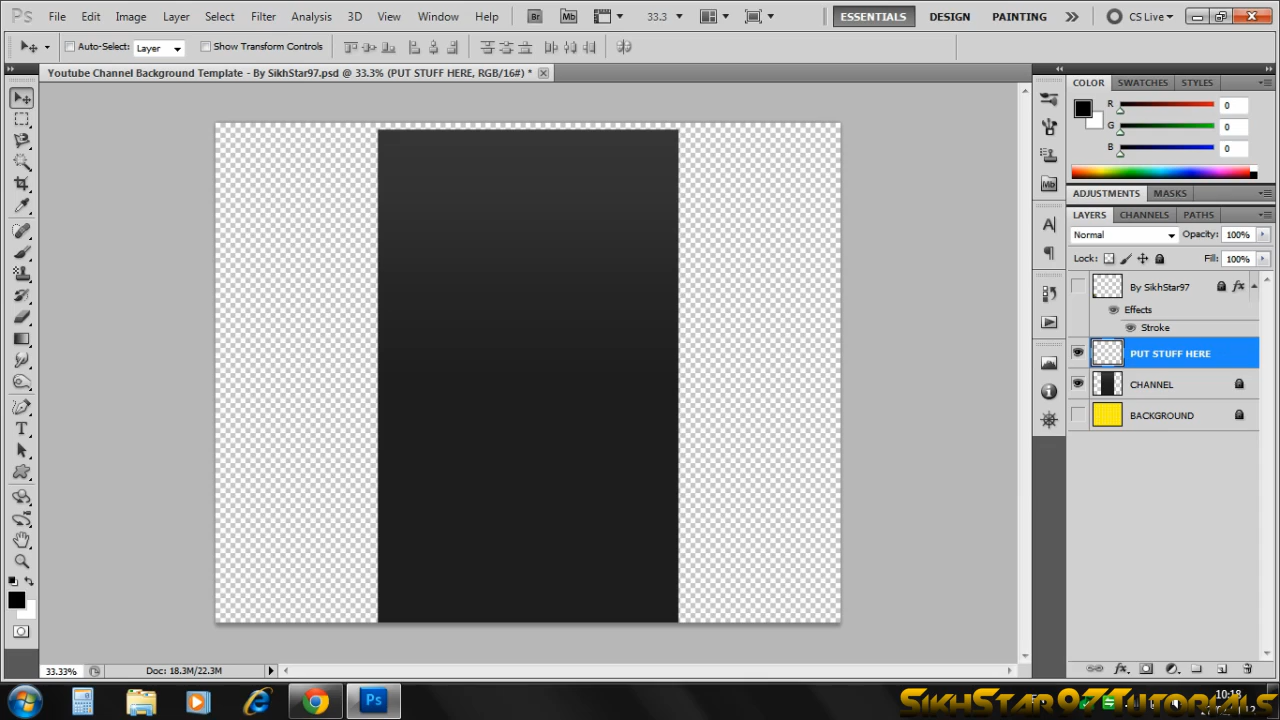 Ps File Edit Image Layer Select Filter Analysis 3D View Window Help Br Mb 33.3 ESSENTIALS DESIGN PAINTING CS Live
Auto-Select: Layer Show Transform Controls
Youtube Channel Background Template - By SikhStar97.psd @ 33.3% (PUT STUFF HERE, RGB/16#) *
COLOR SWATCHES STYLES
R 0
G 0
B 0
Mb
ADJUSTMENTS MASKS
LAYERS CHANNELS PATHS
Normal Opacity: 100%
Lock: Fill: 100%
By SikhStar97 fx
Effects
Stroke
PUT STUFF HERE
CHANNEL
BACKGROUND
33.33% Doc: 18.3M/22.3M
Ps
10:18
SikhStar97Tutorials